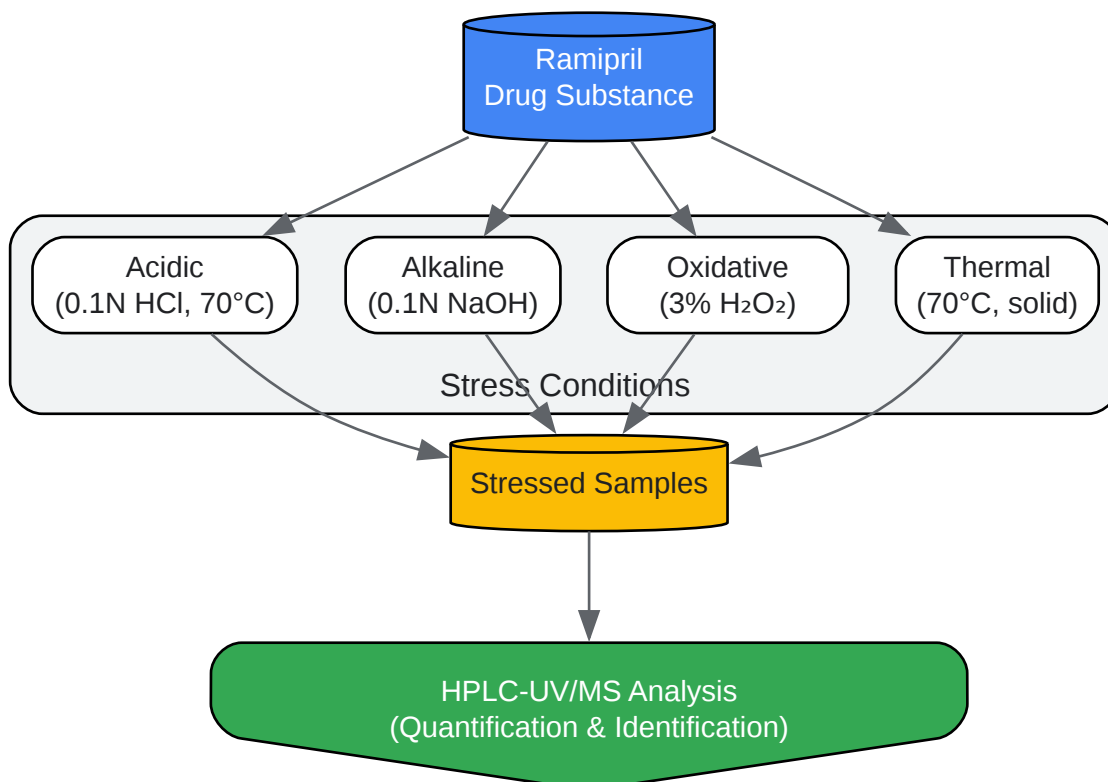 Ramipril
Drug Substance
Acidic
(0.1N HCl, 70°C)
Alkaline
(0.1N NaOH)
Oxidative
(3% H₂O₂)
Thermal
(70°C, solid)
Stress Conditions
Stressed Samples
HPLC-UV/MS Analysis
(Quantification & Identification)